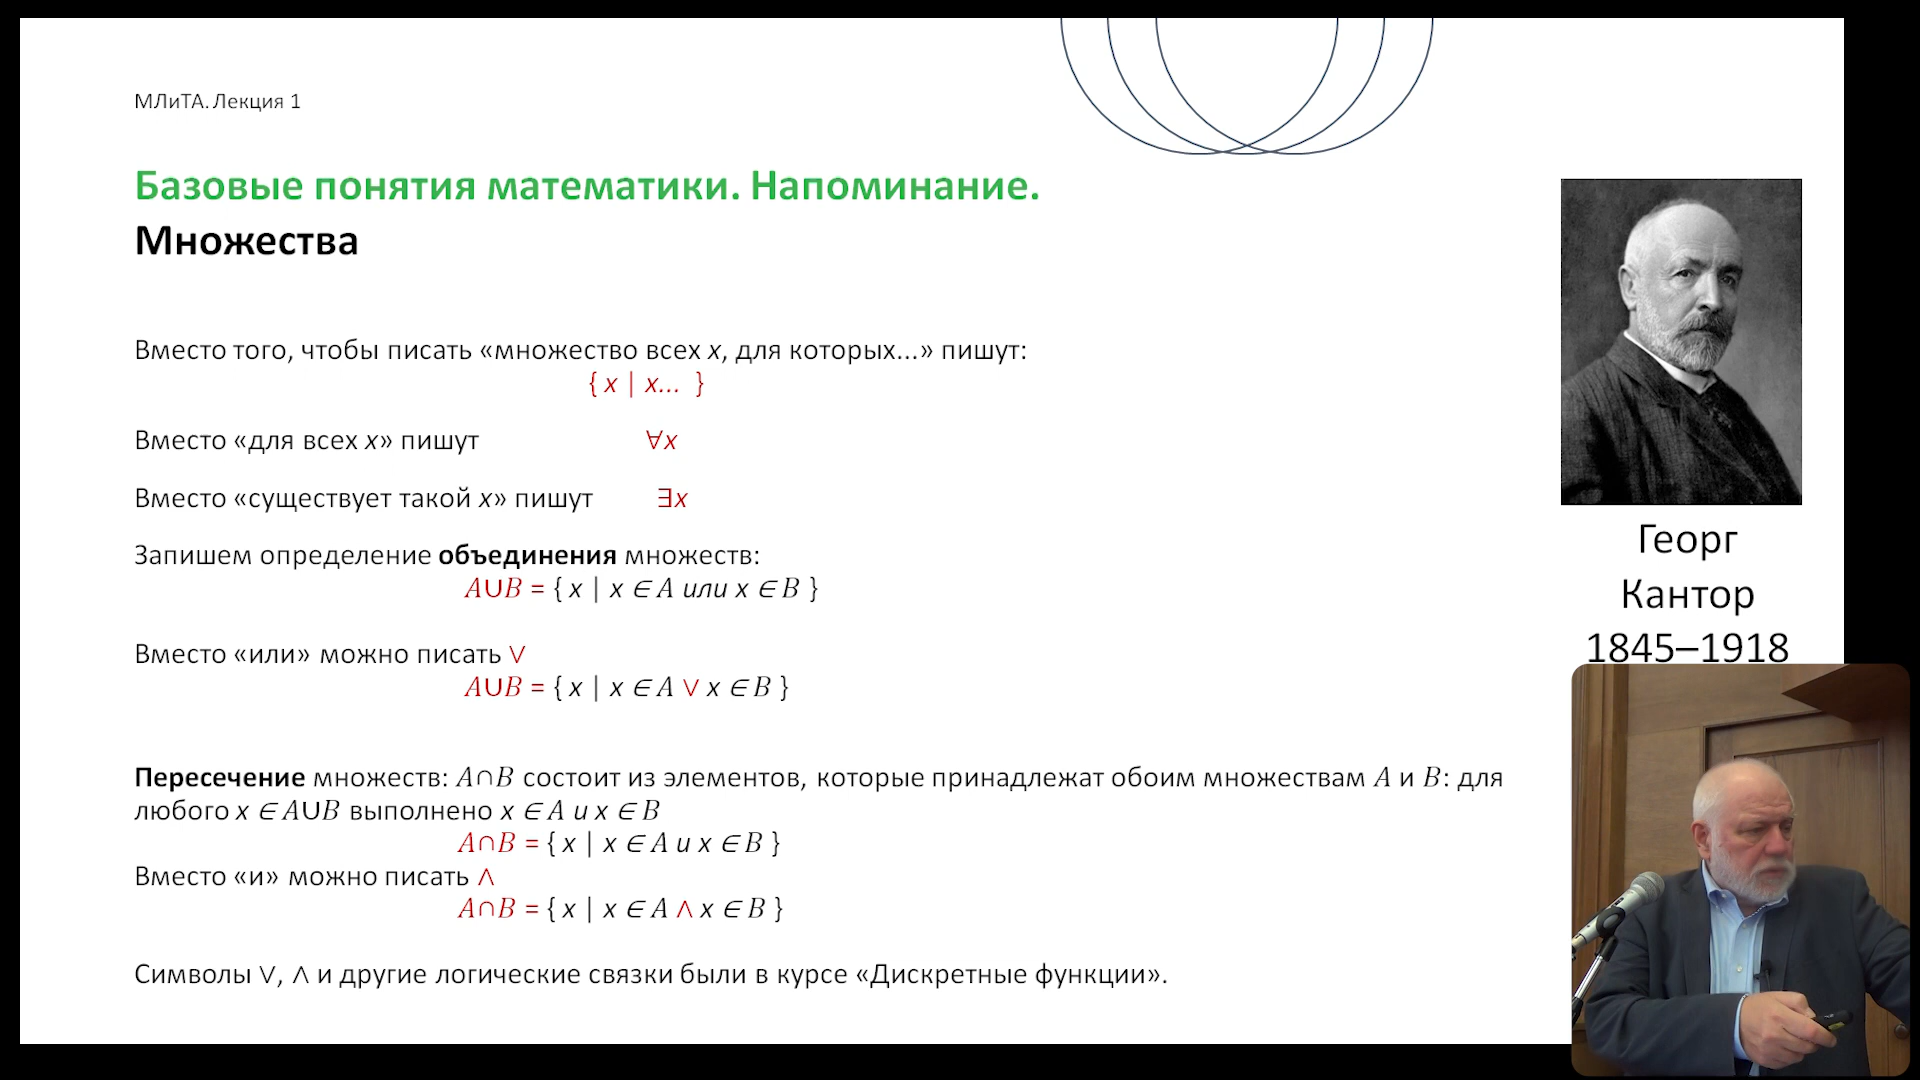 МЛиТА. Лекция 1
Базовые понятия математики. Напоминание.
Множества
Вместо того, чтобы писать «множество всех x, для которых...» пишут:
{ x | x... }
Вместо «для всех x» пишут ∀x
Вместо «существует такой x» пишут ∃x
Запишем определение объединения множеств:
A∪B = { x | x ∈ A или x ∈ B }
Вместо «или» можно писать ∨
A∪B = { x | x ∈ A ∨ x ∈ B }
Пересечение множеств: A∩B состоит из элементов, которые принадлежат обоим множествам A и B: для
любого x ∈ A∪B выполнено x ∈ A и x ∈ B
A∩B = { x | x ∈ A и x ∈ B }
Вместо «и» можно писать ∧
A∩B = { x | x ∈ A ∧ x ∈ B }
Символы ∨, ∧ и другие логические связки были в курсе «Дискретные функции».
Георг
Кантор
1845–1918